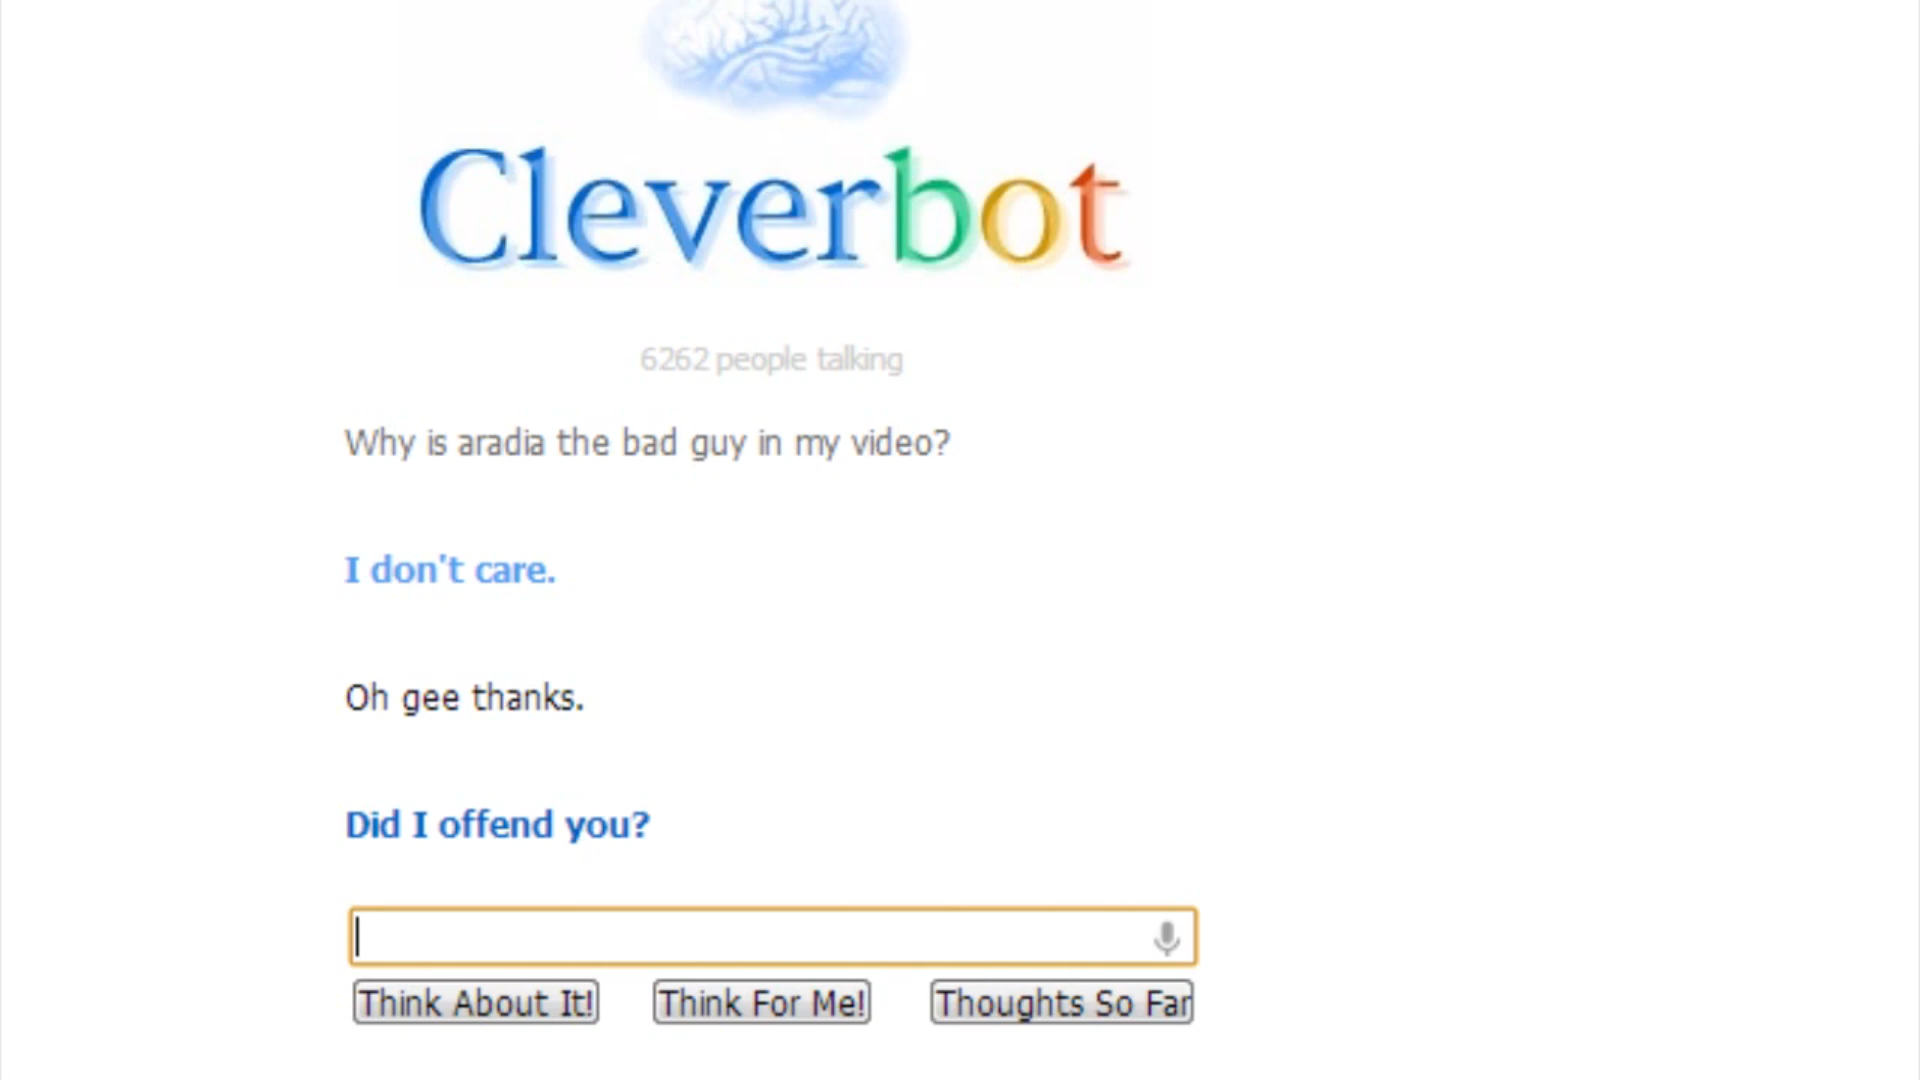 Cleverbot
6262 people talking
Why is aradia the bad guy in my video?
I don't care.
Oh gee thanks.
Did I offend you?
Think About It! Think For Me! Thoughts So Far